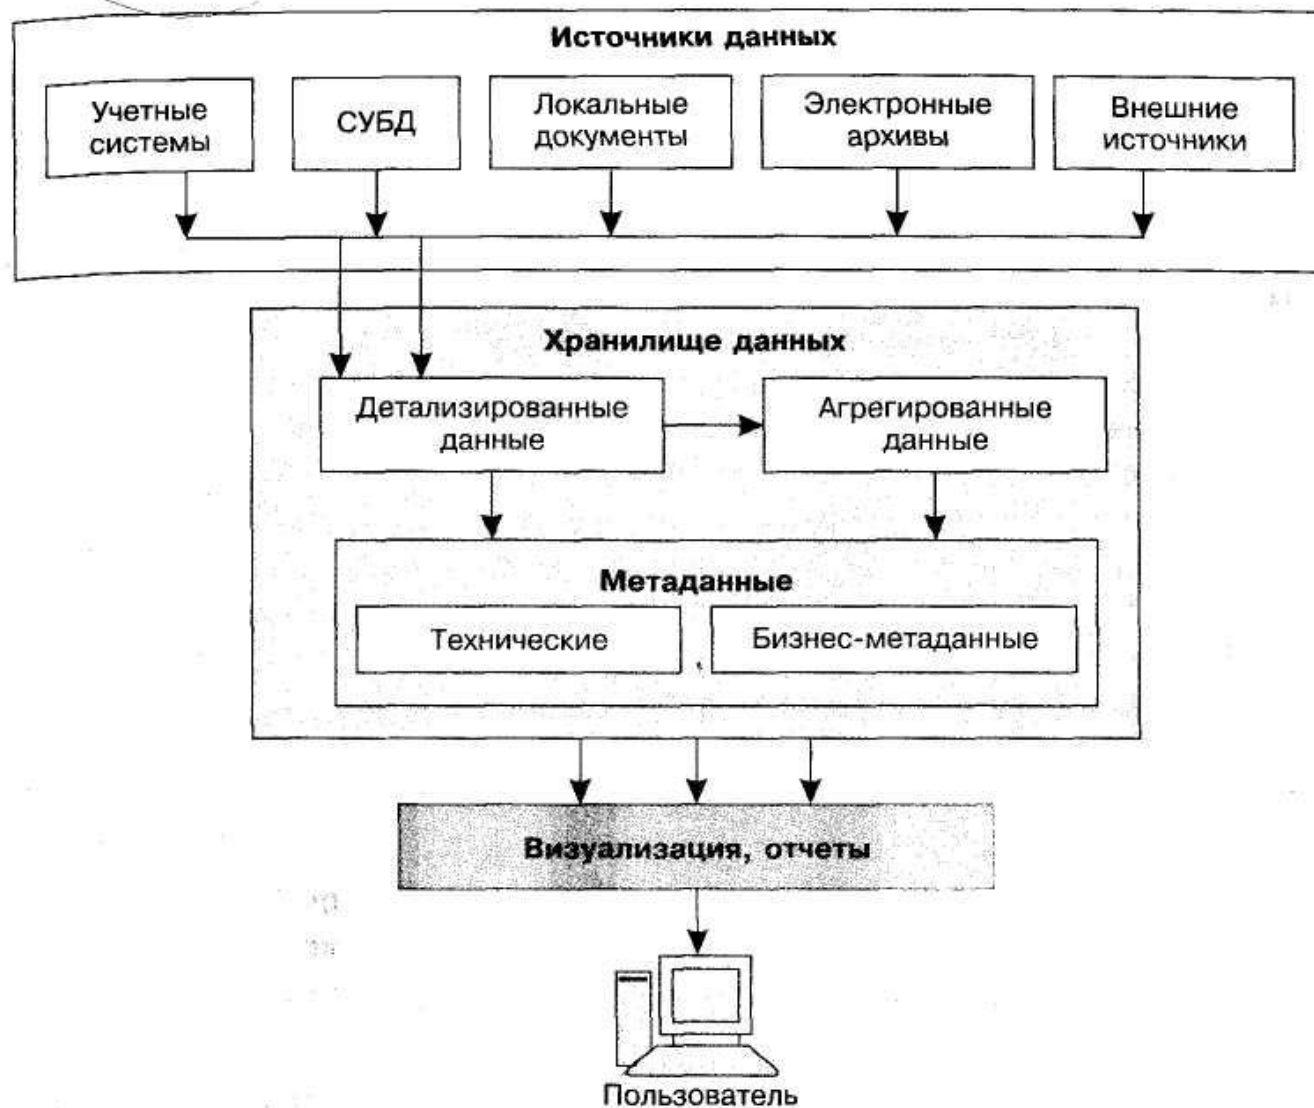 Источники данных
Учетные
системы
СУБД
Локальные
документы
Электронные
архивы
Внешние
источники
Хранилище данных
Детализированные
данные
Агрегированные
данные
Метаданные
Технические
Бизнес-метаданные
Визуализация, отчеты
Пользователь